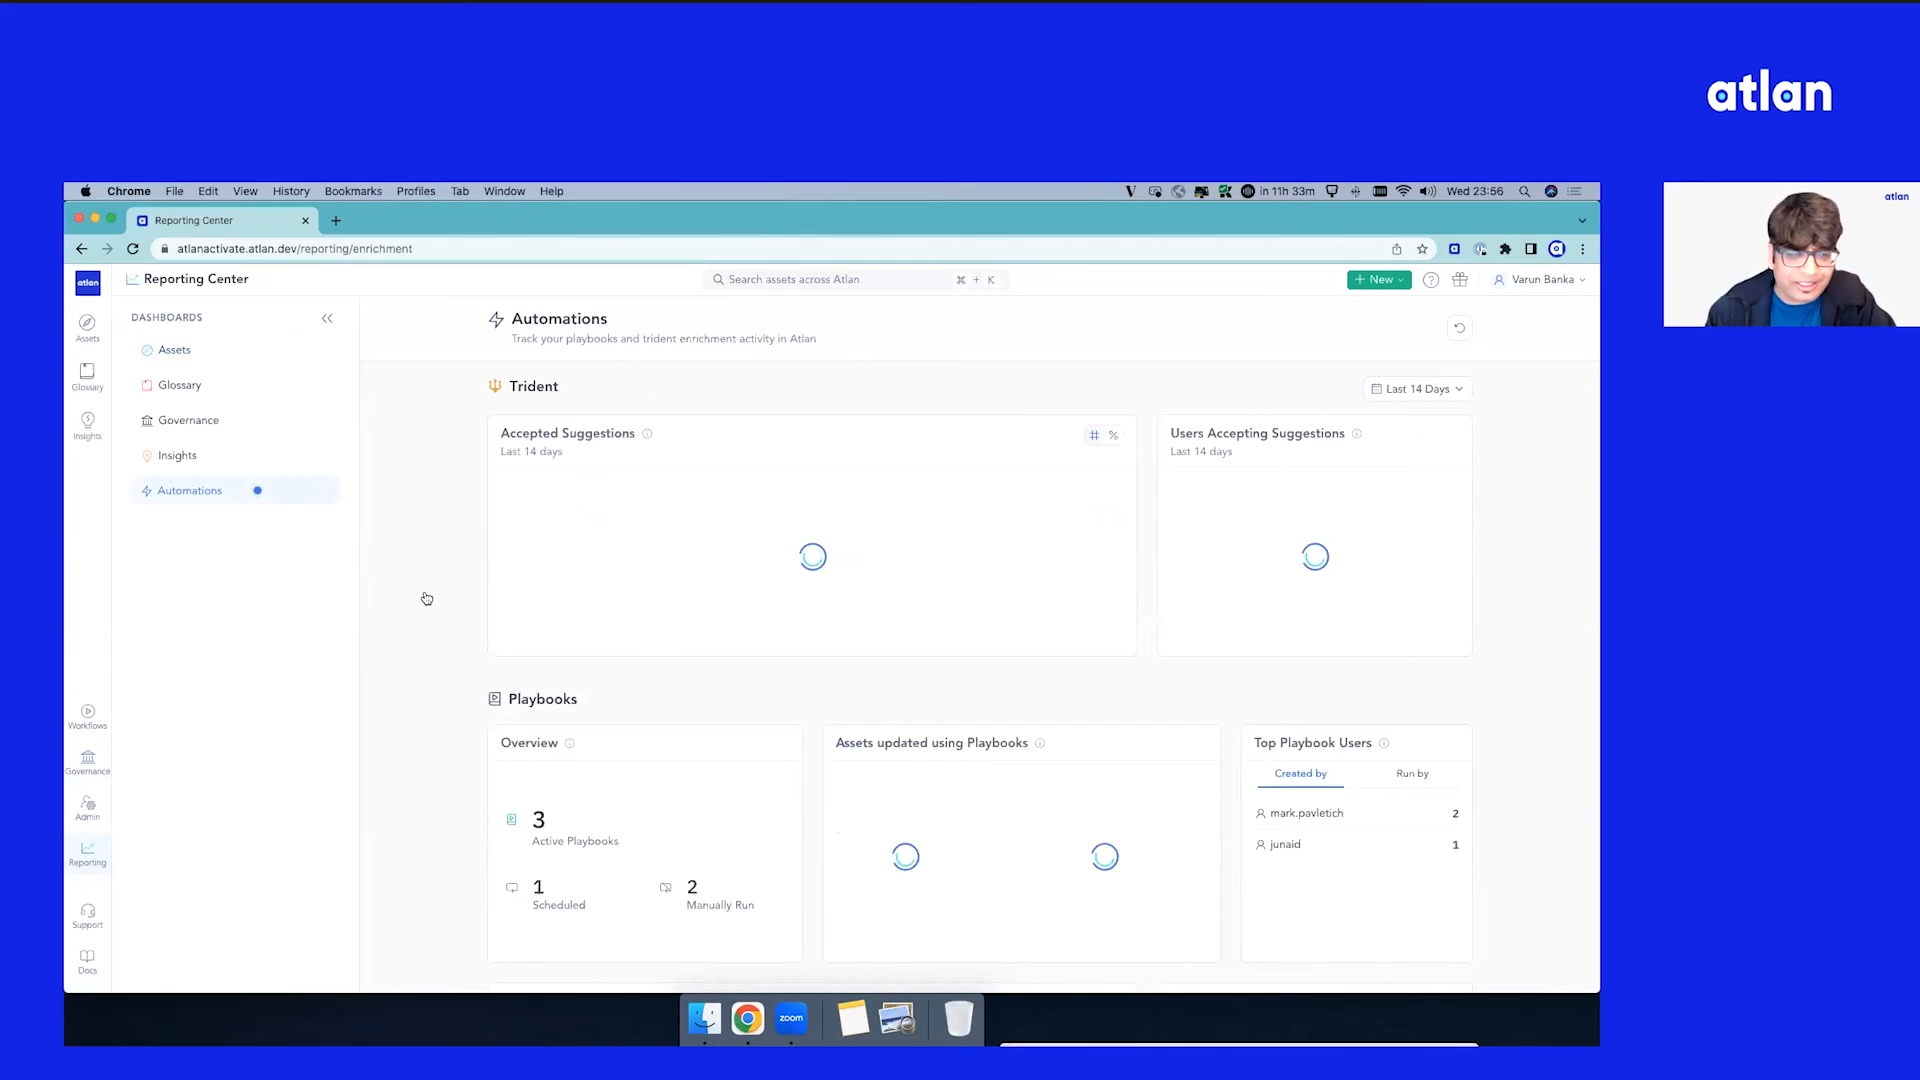 atlan
Chrome File Edit View History Bookmarks Profiles Tab Window Help
in 11h 33m Wed 23:56
Reporting Center
atlanactivate.atlan.dev/reporting/enrichment
atlan
atlan
Reporting Center
Search assets across Atlan ⌘ + K
+ New
Varun Banka
DASHBOARDS
Assets
Glossary
Governance
Insights
Automations
Assets
Glossary
Insights
Workflows
Governance
Admin
Reporting
Support
Docs
Automations
Track your playbooks and trident enrichment activity in Atlan
Trident
Last 14 Days
Accepted Suggestions
Last 14 days
# %
Users Accepting Suggestions
Last 14 days
Playbooks
Overview
3
Active Playbooks
1
Scheduled
2
Manually Run
Assets updated using Playbooks
Top Playbook Users
Created by Run by
mark.pavletich 2
junaid 1
zoom